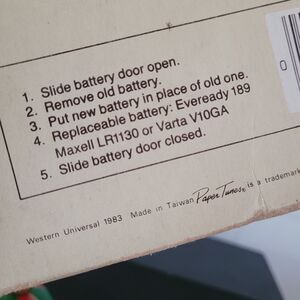 1. Slide battery door open.
2. Remove old battery.
3. Put new battery in place of old one.
4. Replaceable battery: Eveready 189
Maxell LR1130 or Varta V10GA
5. Slide battery door closed.
Western Universal 1983 Made in Taiwan Paper Tunes® is a trademark
0